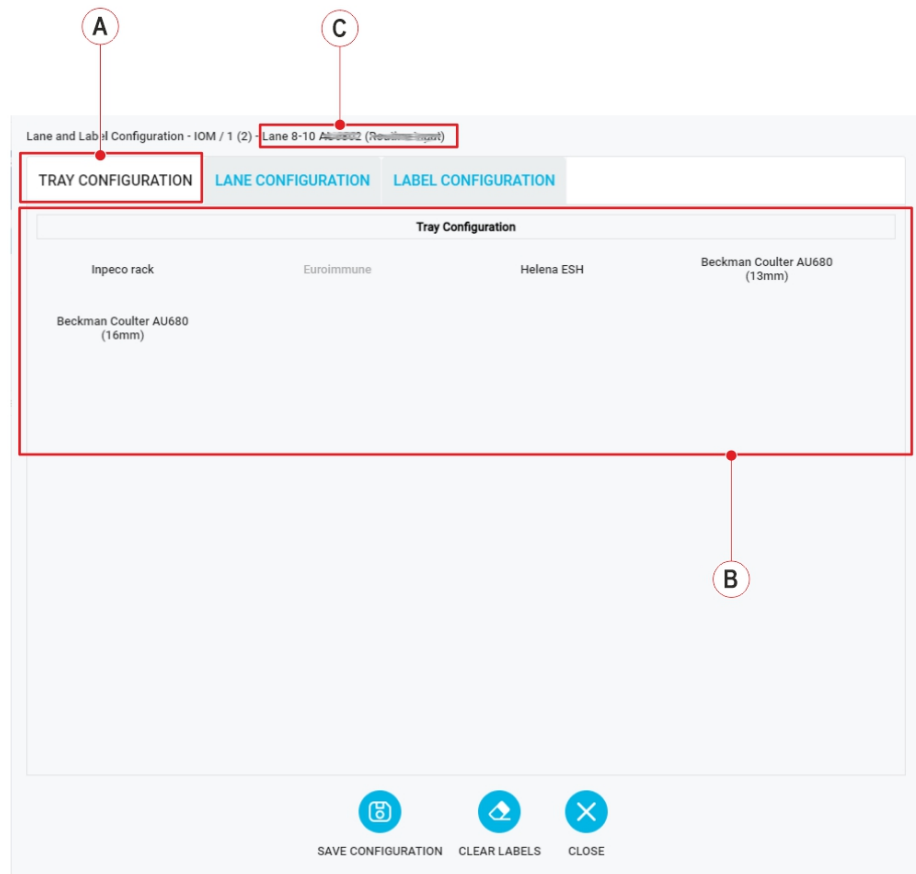 A
C
Lane and Label Configuration - IOM / 1 (2) - Lane 8-10
TRAY CONFIGURATION LANE CONFIGURATION LABEL CONFIGURATION
Tray Configuration
Inpeco rack Euroimmune Helena ESH Beckman Coulter AU680
(13mm)
Beckman Coulter AU680
(16mm)
B
SAVE CONFIGURATION CLEAR LABELS CLOSE